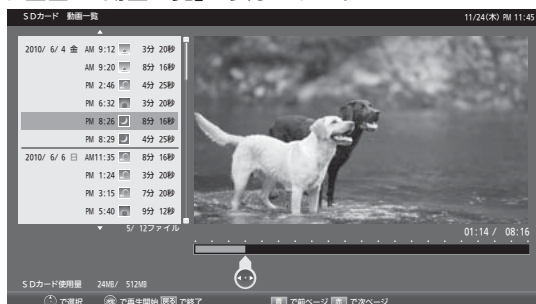 SDカード 動画一覧
11/24(木) PM 11:45
2010/ 6/ 4 金 AM 9:12 3分 20秒
AM 9:20 8分 16秒
PM 2:46 4分 25秒
PM 6:32 3分 20秒
PM 8:26 8分 16秒
PM 8:29 4分 25秒
2010/ 6/ 6 日 AM11:35 8分 16秒
PM 1:24 3分 20秒
PM 3:15 7分 20秒
PM 5:40 9分 12秒
5/ 12ファイル
01:14 / 08:16
SDカード使用量 24MB/ 512MB
で選択 で再生開始 戻る で終了 青 で前ページ 赤 で次ページ